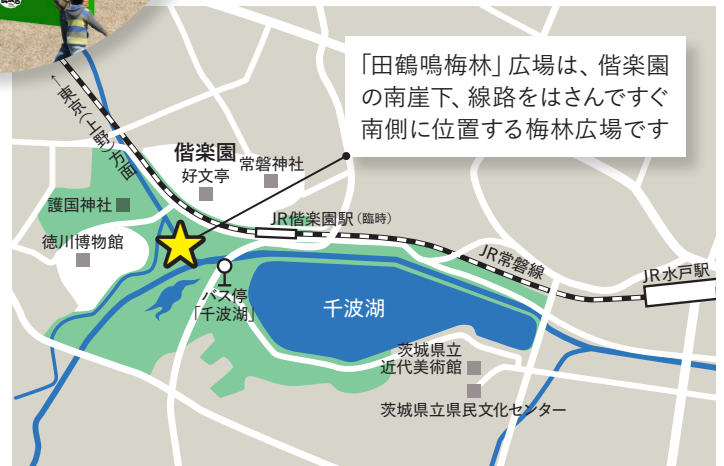 「田鶴鳴梅林」広場は、偕楽園
の南崖下、線路をはさんですぐ
南側に位置する梅林広場です
←東京(上野)方面
偕楽園
好文亭
常磐神社
護国神社
徳川博物館
JR偕楽園駅(臨時)
JR常磐線
JR水戸駅
バス停
「千波湖」
千波湖
茨城県立
近代美術館
茨城県立県民文化センター